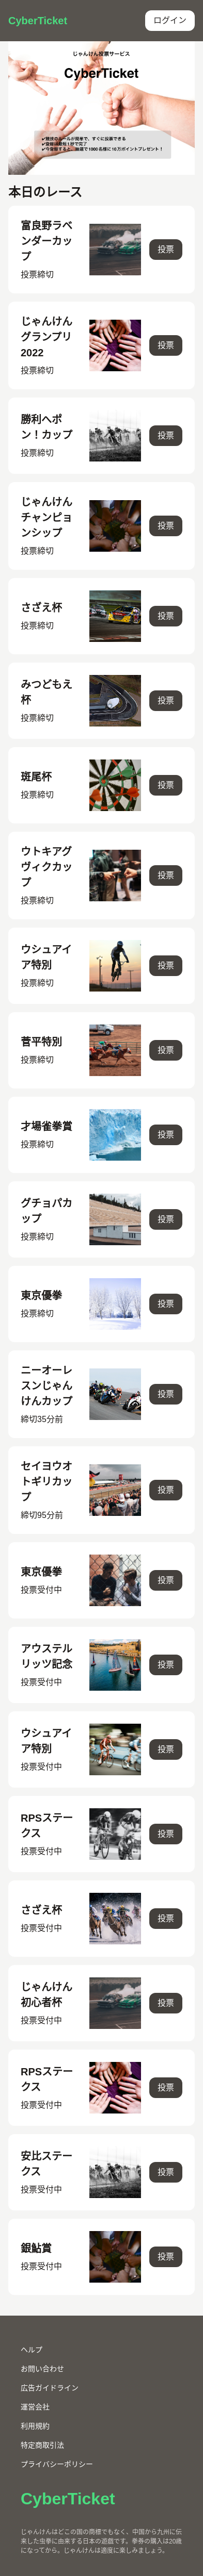 CyberTicket
ログイン
じゃんけん投票サービス
CyberTicket
✔競技のルールが簡単で、すぐに投票できる
✔登録は最短1秒で完了
✔今登録すると、抽選で1000名様に10万ポイントプレゼント！
本日のレース
富良野ラベ
ンダーカッ
プ
投票締切
投票
じゃんけん
グランプリ
2022
投票締切
投票
勝利へポ
ン！カップ
投票締切
投票
じゃんけん
チャンピョ
ンシップ
投票締切
投票
さざえ杯
投票締切
投票
みつどもえ
杯
投票締切
投票
斑尾杯
投票締切
投票
ウトキアグ
ヴィクカッ
プ
投票締切
投票
ウシュアイ
ア特別
投票締切
投票
菅平特別
投票締切
投票
才場雀拳賞
投票締切
投票
グチョパカ
ップ
投票締切
投票
東京優拳
投票締切
投票
ニーオーレ
スンじゃん
けんカップ
締切35分前
投票
セイヨウオ
トギリカッ
プ
締切95分前
投票
東京優拳
投票受付中
投票
アウステル
リッツ記念
投票受付中
投票
ウシュアイ
ア特別
投票受付中
投票
RPSステー
クス
投票受付中
投票
さざえ杯
投票受付中
投票
じゃんけん
初心者杯
投票受付中
投票
RPSステー
クス
投票受付中
投票
安比ステー
クス
投票受付中
投票
銀鮎賞
投票受付中
投票
ヘルプ
お問い合わせ
広告ガイドライン
運営会社
利用規約
特定商取引法
プライバシーポリシー
CyberTicket
じゃんけんはどこの国の商標でもなく、中国から九州に伝
来した虫拳に由来する日本の遊戯です。拳券の購入は20歳
になってから。じゃんけんは適度に楽しみましょう。